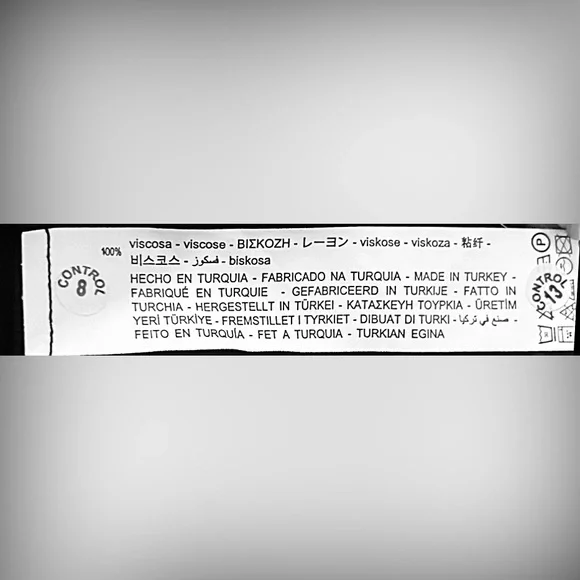 100% viscosa - viscose - ΒΙΣΚΟΖΗ - レーヨン - viskose - viskoza - 粘纤 -
비스코스 - فسكوز - biskosa
HECHO EN TURQUIA - FABRICADO NA TURQUIA - MADE IN TURKEY -
FABRIQUÉ EN TURQUIE - GEFABRICEERD IN TURKIJE - FATTO IN
TURCHIA - HERGESTELLT IN TÜRKEI - ΚΑΤΑΣΚΕΥΗ ΤΟΥΡΚΙΑ - ÜRETİM
YERİ TÜRKİYE - FREMSTILLET I TYRKIET - DIBUAT DI TURKI - صنع في تركيا -
FEITO EN TURQUÍA - FET A TURQUIA - TURKIAN EGINA
CONTROL
8
CONTRO
P
E